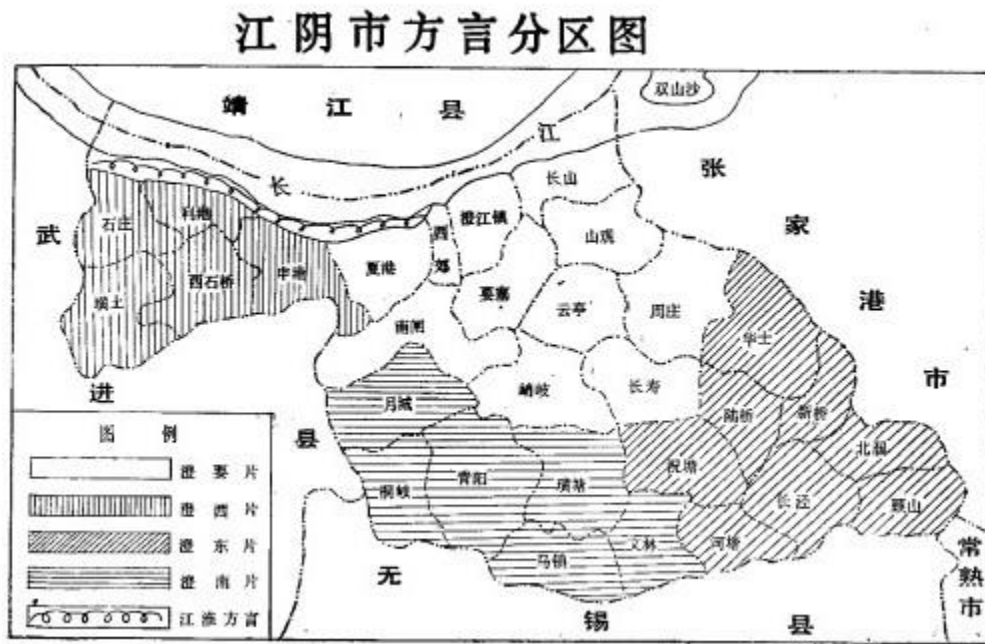 江阴市方言分区图
双山沙
靖江县
江
长
张家港市
长山
澄江镇
西郊
山观
石庄
利港
武进县
西石桥
申港
夏港
要塞
云亭
周庄
璜土
南闸
华士
峭岐
长寿
月城
陆桥
新桥
北漍
祝塘
青阳
璜塘
桐岐
长泾
顾山
文林
河塘
马镇
无锡县
常熟市
图例
澄要片
澄西片
澄东片
澄南片
江淮方言